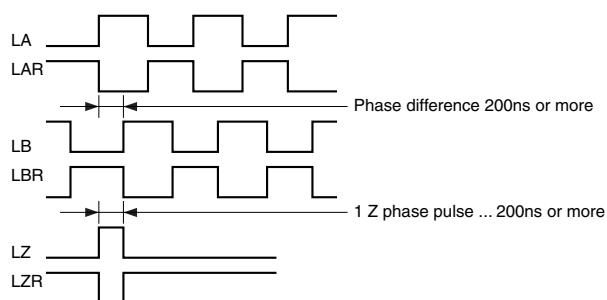 LA
LAR
Phase difference 200ns or more
LB
LBR
1 Z phase pulse ... 200ns or more
LZ
LZR